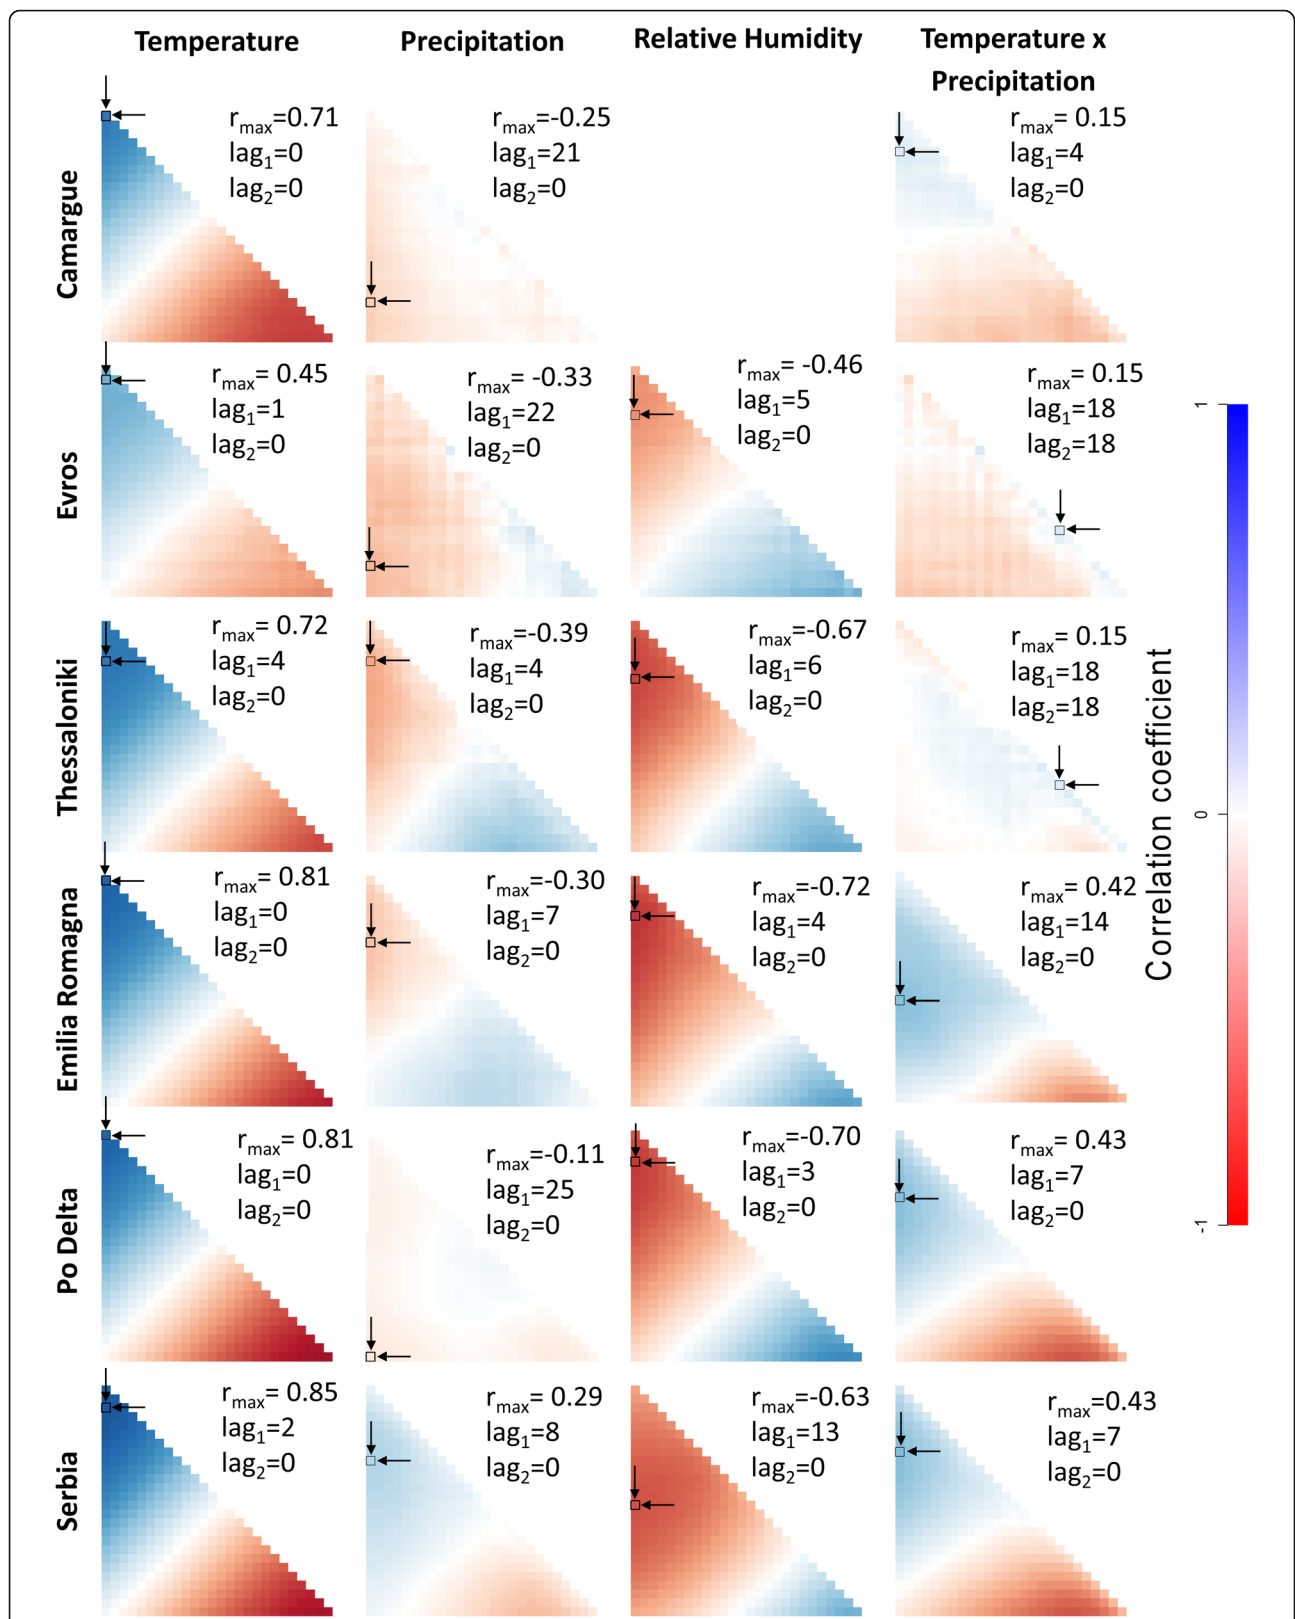 Temperature
Precipitation
Relative Humidity
Temperature x
Precipitation
Camargue
rmax=0.71
lag1=0
lag2=0
rmax=-0.25
lag1=21
lag2=0
rmax= 0.15
lag1=4
lag2=0
Evros
rmax= 0.45
lag1=1
lag2=0
rmax= -0.33
lag1=22
lag2=0
rmax= -0.46
lag1=5
lag2=0
rmax= 0.15
lag1=18
lag2=18
Thessaloniki
rmax= 0.72
lag1=4
lag2=0
rmax=-0.39
lag1=4
lag2=0
rmax=-0.67
lag1=6
lag2=0
rmax= 0.15
lag1=18
lag2=18
Emilia Romagna
rmax= 0.81
lag1=0
lag2=0
rmax=-0.30
lag1=7
lag2=0
rmax=-0.72
lag1=4
lag2=0
rmax= 0.42
lag1=14
lag2=0
Po Delta
rmax= 0.81
lag1=0
lag2=0
rmax=-0.11
lag1=25
lag2=0
rmax=-0.70
lag1=3
lag2=0
rmax= 0.43
lag1=7
lag2=0
Serbia
rmax= 0.85
lag1=2
lag2=0
rmax= 0.29
lag1=8
lag2=0
rmax=-0.63
lag1=13
lag2=0
rmax=0.43
lag1=7
lag2=0
Correlation coefficient
1
0
-1